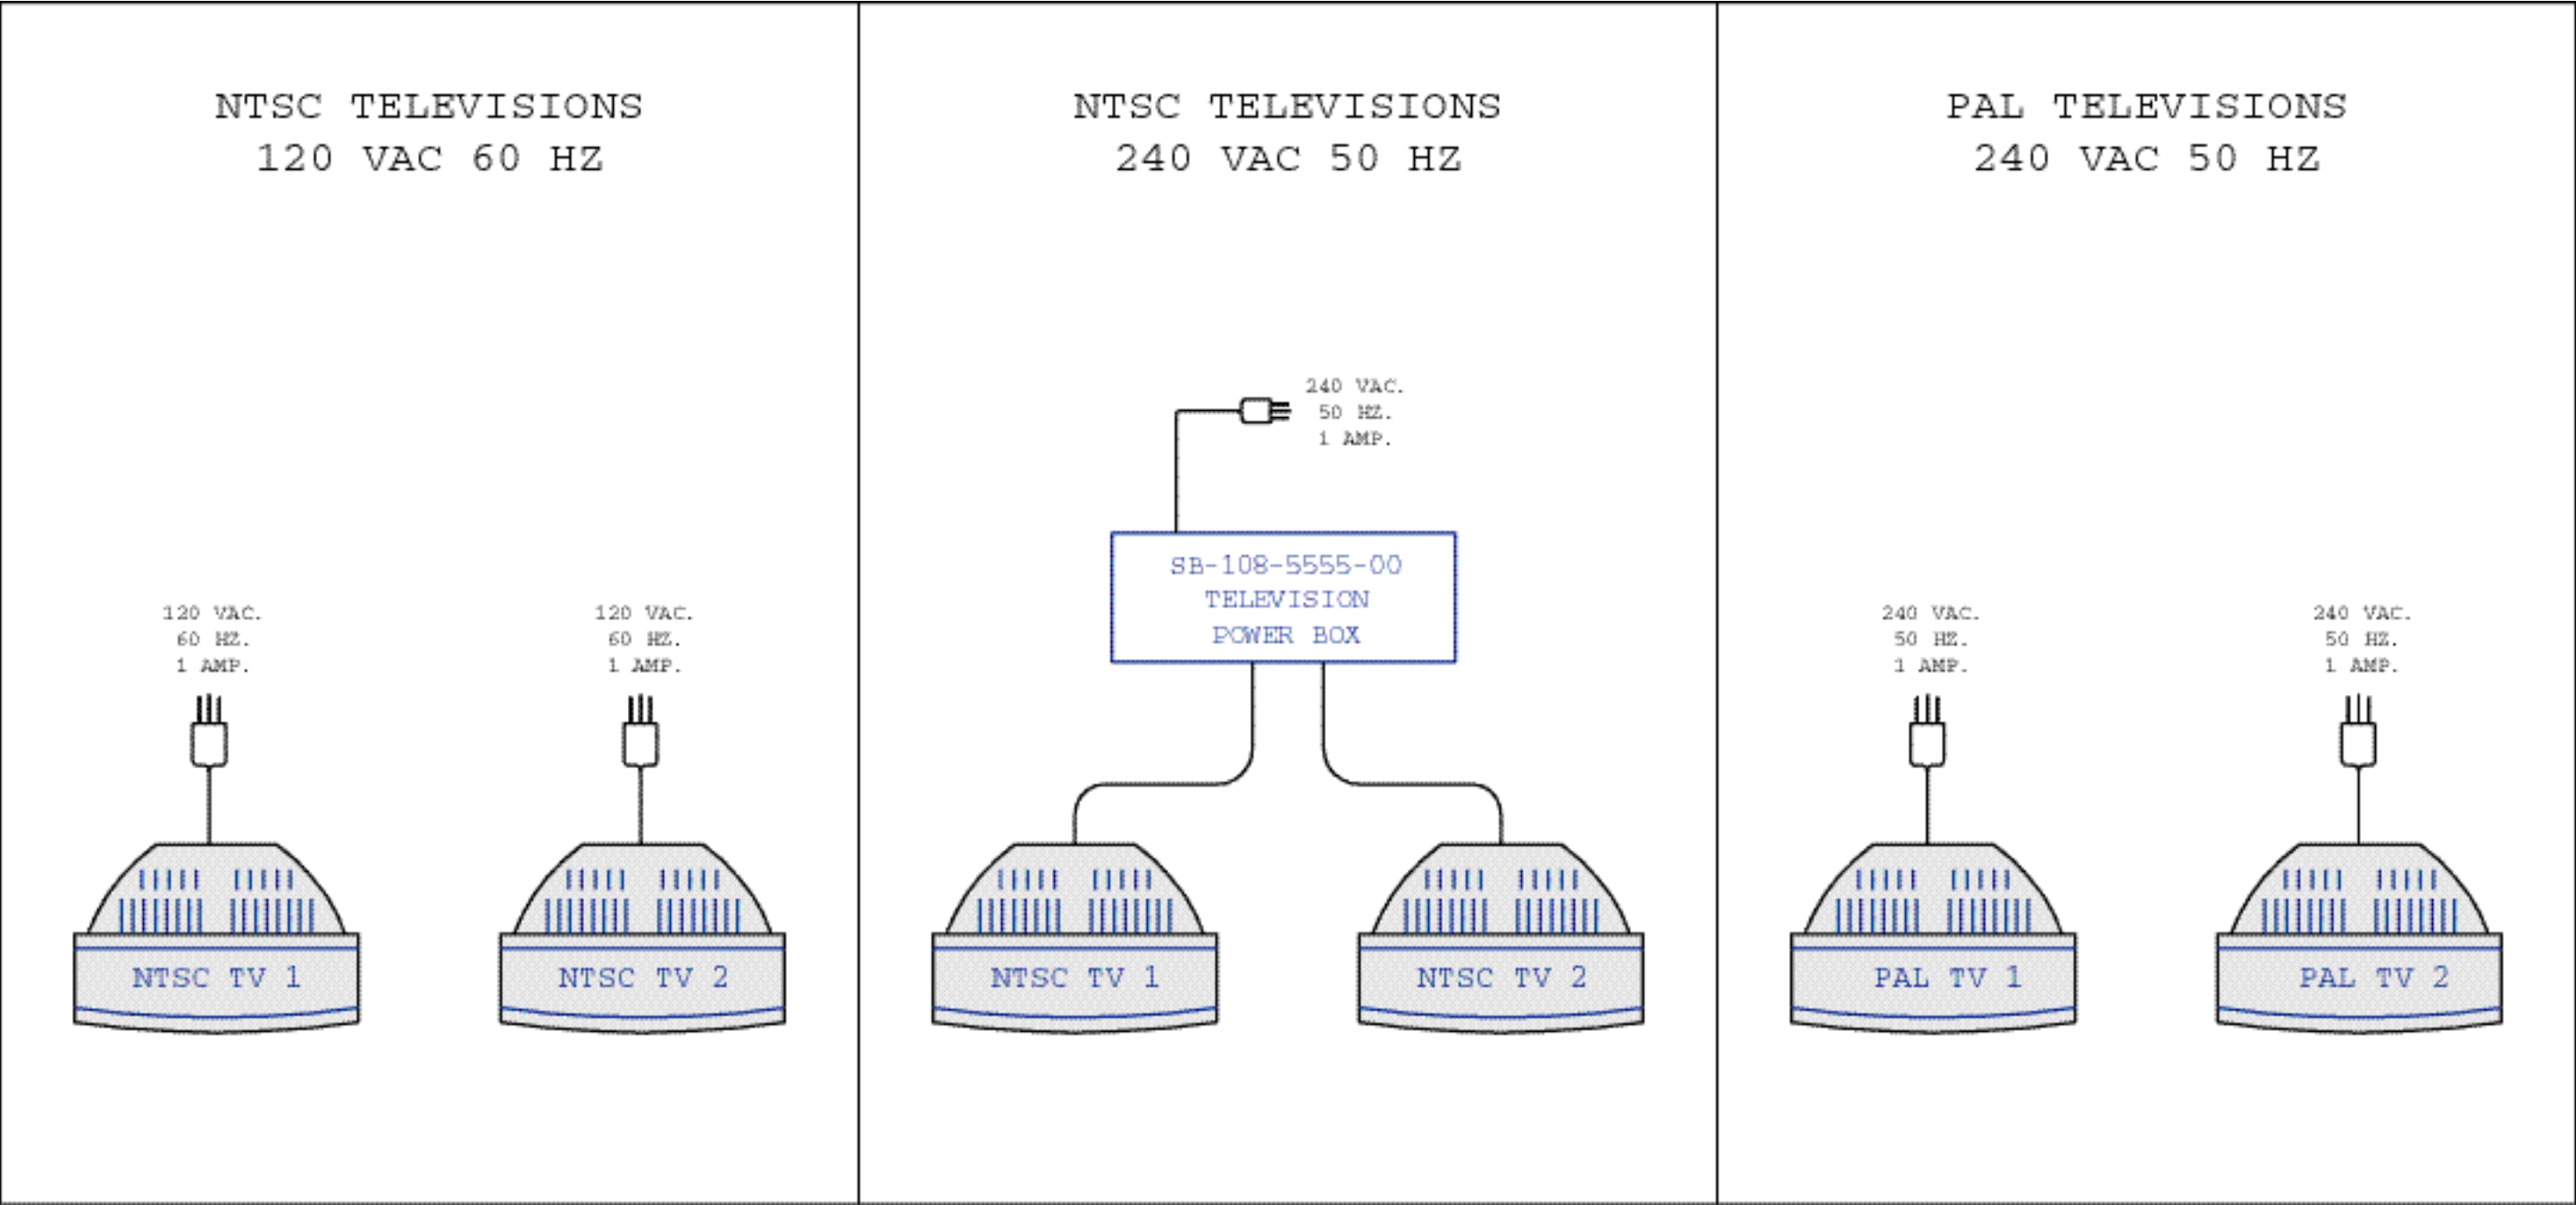 NTSC TELEVISIONS
120 VAC 60 HZ
120 VAC.
60 HZ.
1 AMP.
120 VAC.
60 HZ.
1 AMP.
NTSC TV 1
NTSC TV 2
NTSC TELEVISIONS
240 VAC 50 HZ
240 VAC.
50 HZ.
1 AMP.
SB-108-5555-00
TELEVISION
POWER BOX
NTSC TV 1
NTSC TV 2
PAL TELEVISIONS
240 VAC 50 HZ
240 VAC.
50 HZ.
1 AMP.
240 VAC.
50 HZ.
1 AMP.
PAL TV 1
PAL TV 2